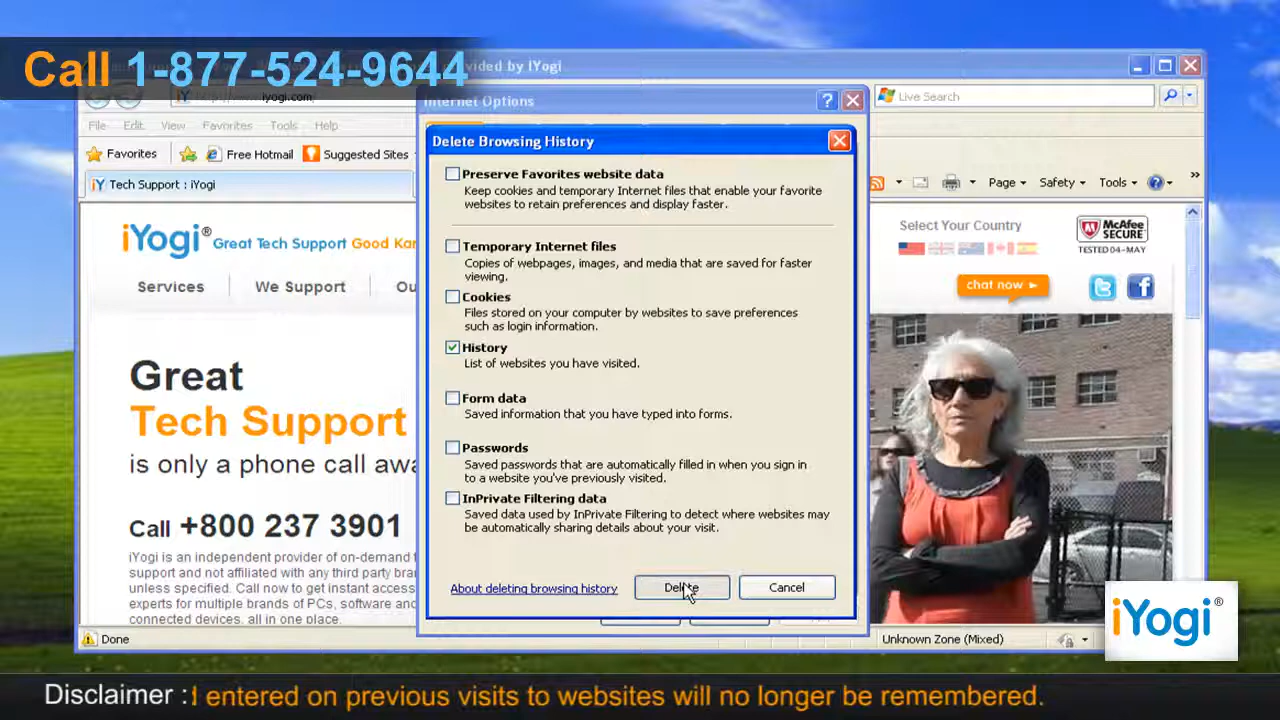 Call 1-877-524-9644
vided by iYogi
Internet Options
Live Search
File Edit View Favorites Tools Help
Favorites
Free Hotmail
Suggested Sites
Tech Support : iYogi
Page
Safety
Tools
iYogi® Great Tech Support Good Kar
Services
We Support
Ou
Great
Tech Support
is only a phone call awa
Call +800 237 3901
iYogi is an independent provider of on-demand t
support and not affiliated with any third party bran
unless specified. Call now to get instant access
experts for multiple brands of PCs, software and
connected devices, all in one place.
Done
Delete Browsing History
Preserve Favorites website data
Keep cookies and temporary Internet files that enable your favorite
websites to retain preferences and display faster.
Temporary Internet files
Copies of webpages, images, and media that are saved for faster
viewing.
Cookies
Files stored on your computer by websites to save preferences
such as login information.
History
List of websites you have visited.
Form data
Saved information that you have typed into forms.
Passwords
Saved passwords that are automatically filled in when you sign in
to a website you've previously visited.
InPrivate Filtering data
Saved data used by InPrivate Filtering to detect where websites may
be automatically sharing details about your visit.
About deleting browsing history
Delete
Cancel
Select Your Country
McAfee
SECURE
TESTED 04-MAY
chat now
Unknown Zone (Mixed)
iYogi®
Disclaimer : I entered on previous visits to websites will no longer be remembered.